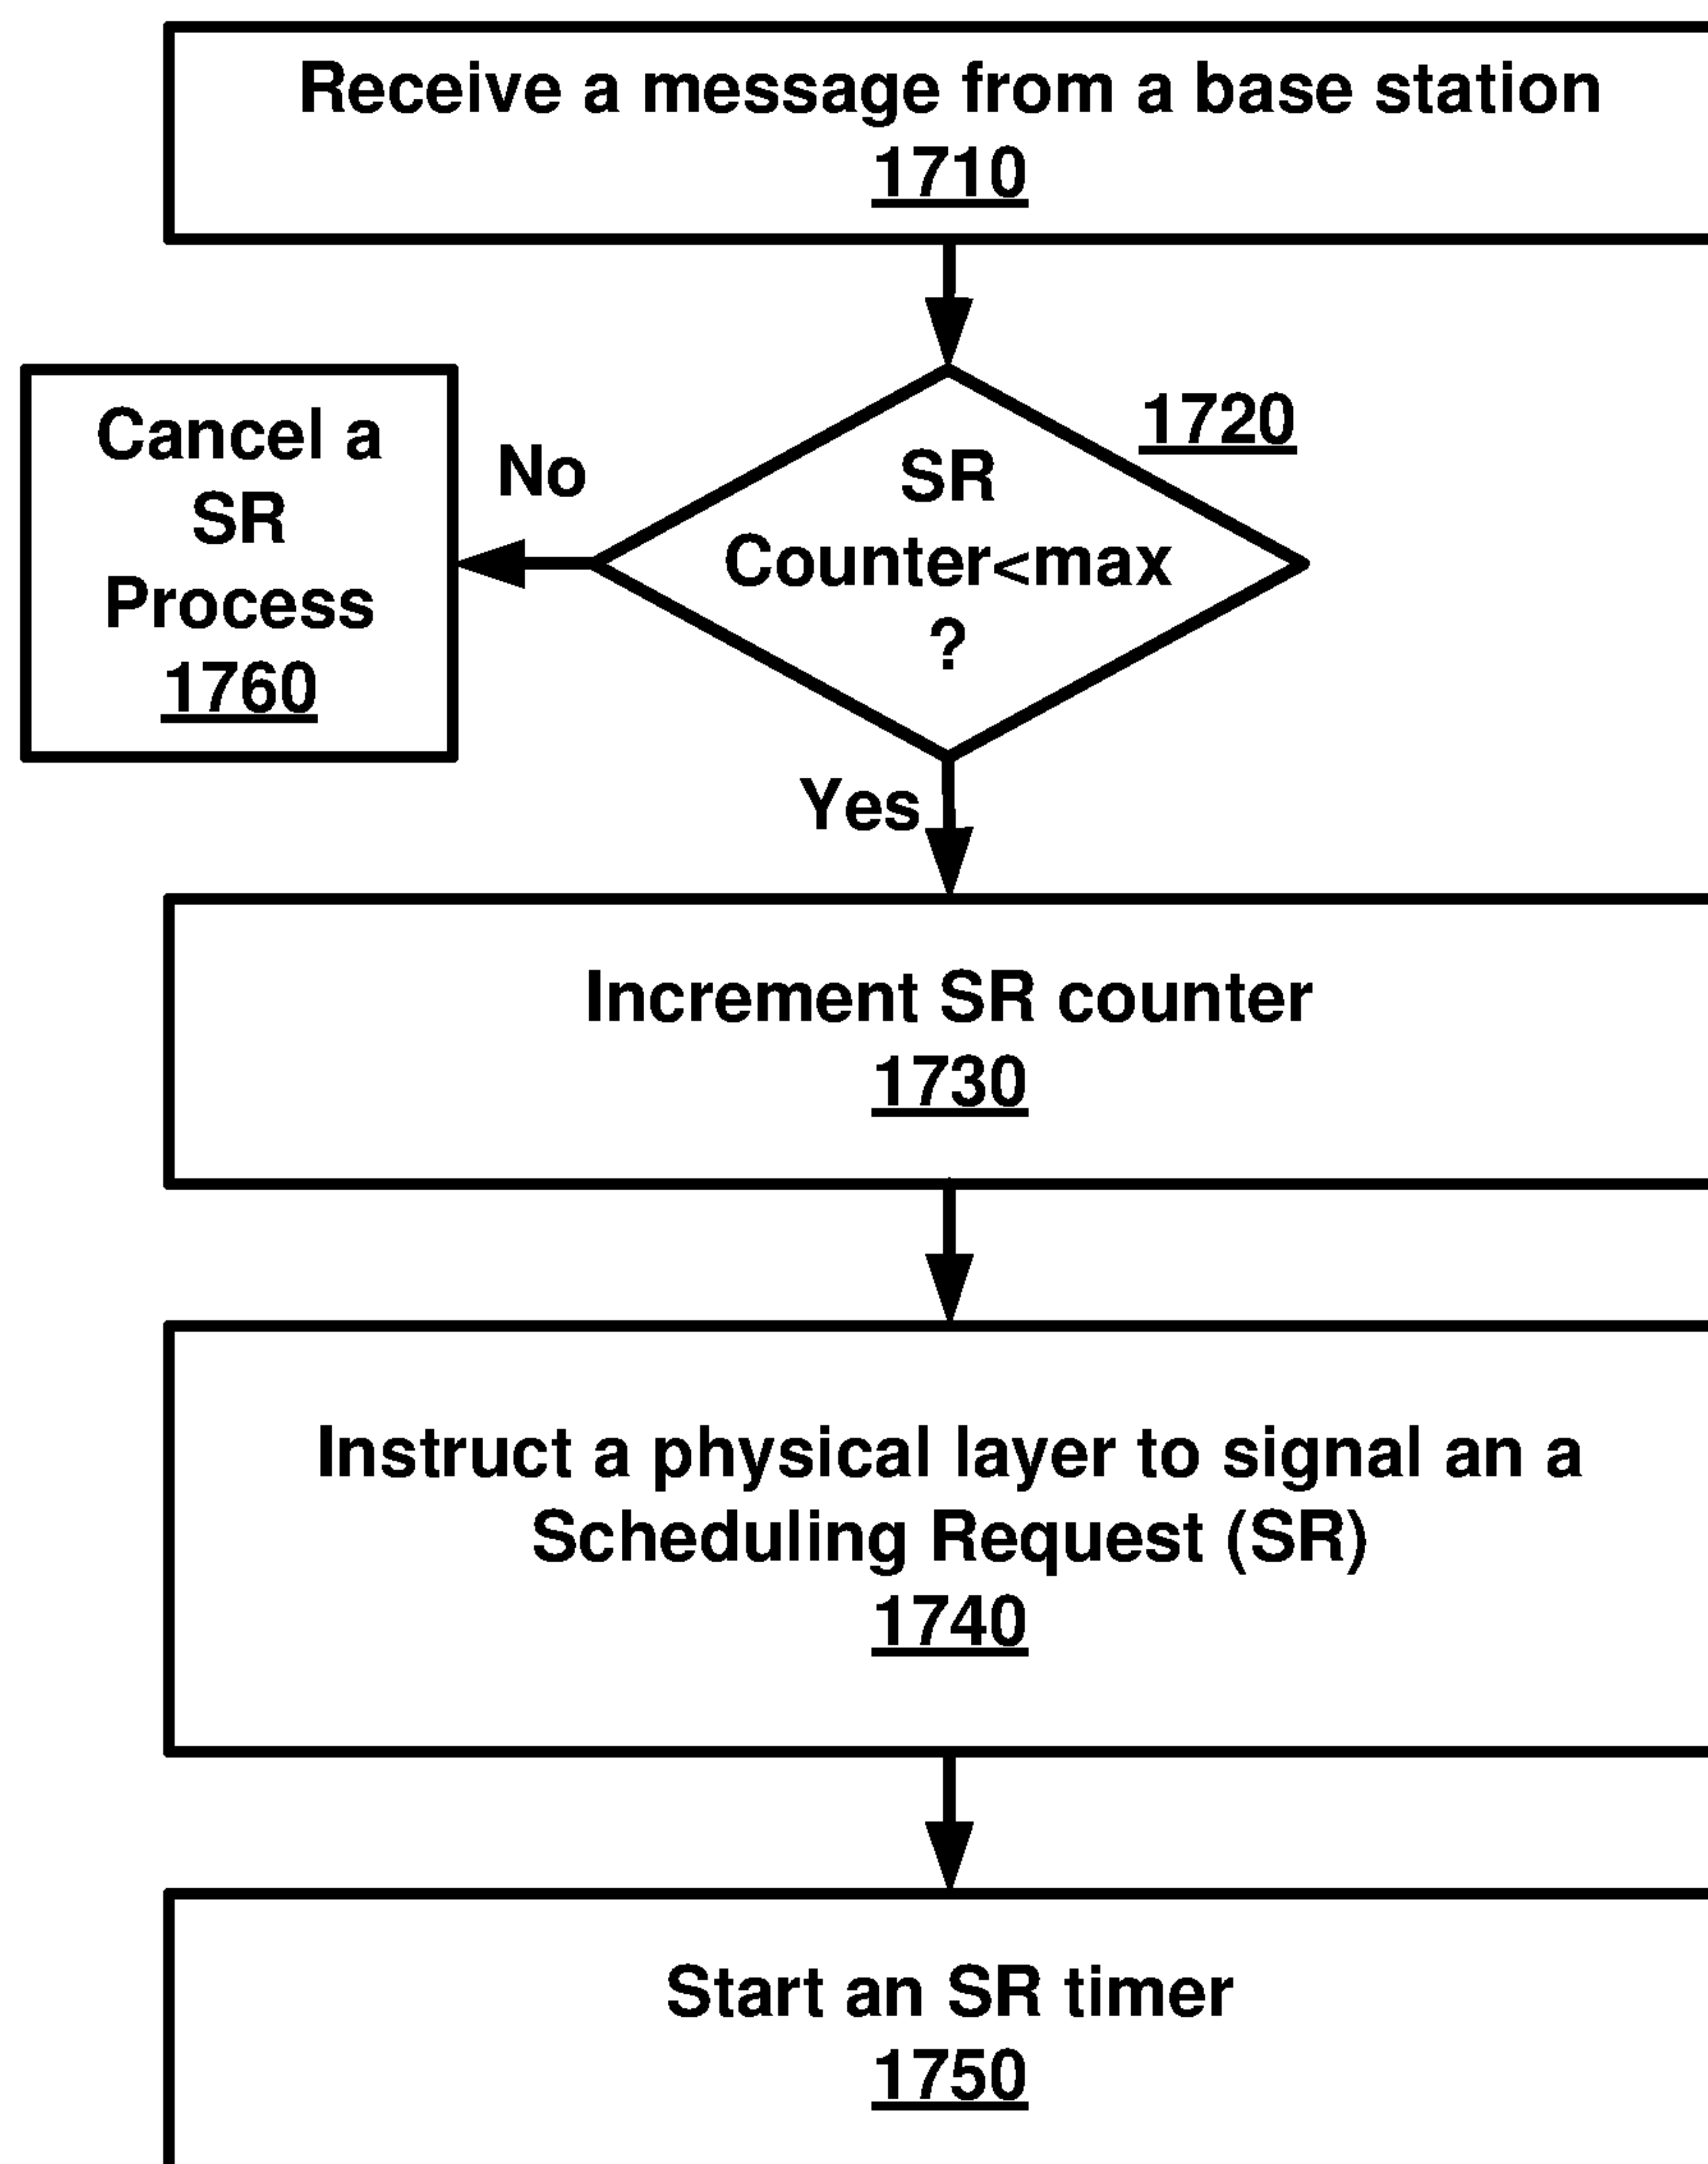 Receive a message from a base station
1710
1720
SR
Counter<max
?
No
Cancel a
SR
Process
1760
Yes
Increment SR counter
1730
Instruct a physical layer to signal an a
Scheduling Request (SR)
1740
Start an SR timer
1750